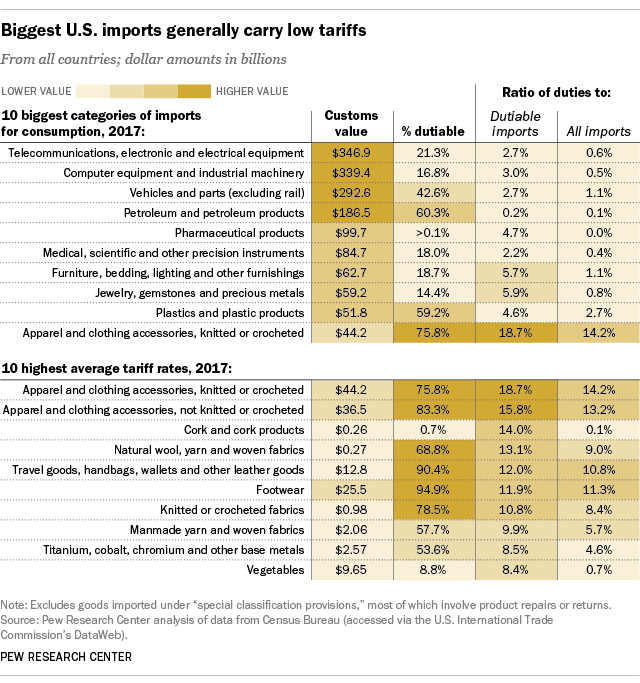 Biggest U.S. imports generally carry low tariffs
From all countries; dollar amounts in billions
LOWER VALUE HIGHER VALUE
Ratio of duties to:
10 biggest categories of imports for consumption, 2017: Customs value % dutiable Dutiable imports All imports
Telecommunications, electronic and electrical equipment $346.9 21.3% 2.7% 0.6%
Computer equipment and industrial machinery $339.4 16.8% 3.0% 0.5%
Vehicles and parts (excluding rail) $292.6 42.6% 2.7% 1.1%
Petroleum and petroleum products $186.5 60.3% 0.2% 0.1%
Pharmaceutical products $99.7 >0.1% 4.7% 0.0%
Medical, scientific and other precision instruments $84.7 18.0% 2.2% 0.4%
Furniture, bedding, lighting and other furnishings $62.7 18.7% 5.7% 1.1%
Jewelry, gemstones and precious metals $59.2 14.4% 5.9% 0.8%
Plastics and plastic products $51.8 59.2% 4.6% 2.7%
Apparel and clothing accessories, knitted or crocheted $44.2 75.8% 18.7% 14.2%
10 highest average tariff rates, 2017:
Apparel and clothing accessories, knitted or crocheted $44.2 75.8% 18.7% 14.2%
Apparel and clothing accessories, not knitted or crocheted $36.5 83.3% 15.8% 13.2%
Cork and cork products $0.26 0.7% 14.0% 0.1%
Natural wool, yarn and woven fabrics $0.27 68.8% 13.1% 9.0%
Travel goods, handbags, wallets and other leather goods $12.8 90.4% 12.0% 10.8%
Footwear $25.5 94.9% 11.9% 11.3%
Knitted or crocheted fabrics $0.98 78.5% 10.8% 8.4%
Manmade yarn and woven fabrics $2.06 57.7% 9.9% 5.7%
Titanium, cobalt, chromium and other base metals $2.57 53.6% 8.5% 4.6%
Vegetables $9.65 8.8% 8.4% 0.7%
Note: Excludes goods imported under “special classification provisions,” most of which involve product repairs or returns.
Source: Pew Research Center analysis of data from Census Bureau (accessed via the U.S. International Trade
Commission’s DataWeb).
PEW RESEARCH CENTER